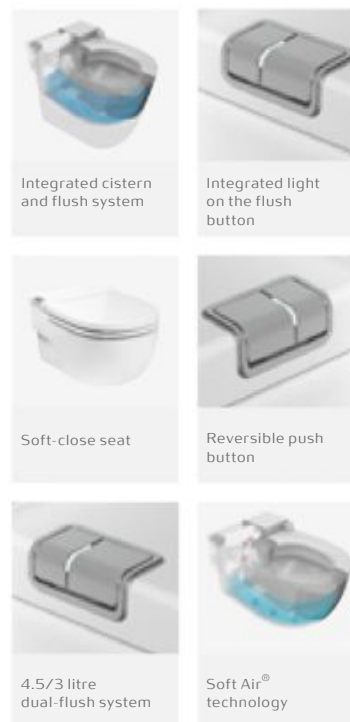 Integrated cistern
and flush system
Integrated light
on the flush
button
Soft-close seat
Reversible push
button
4.5/3 litre
dual-flush system
Soft Air®
technology